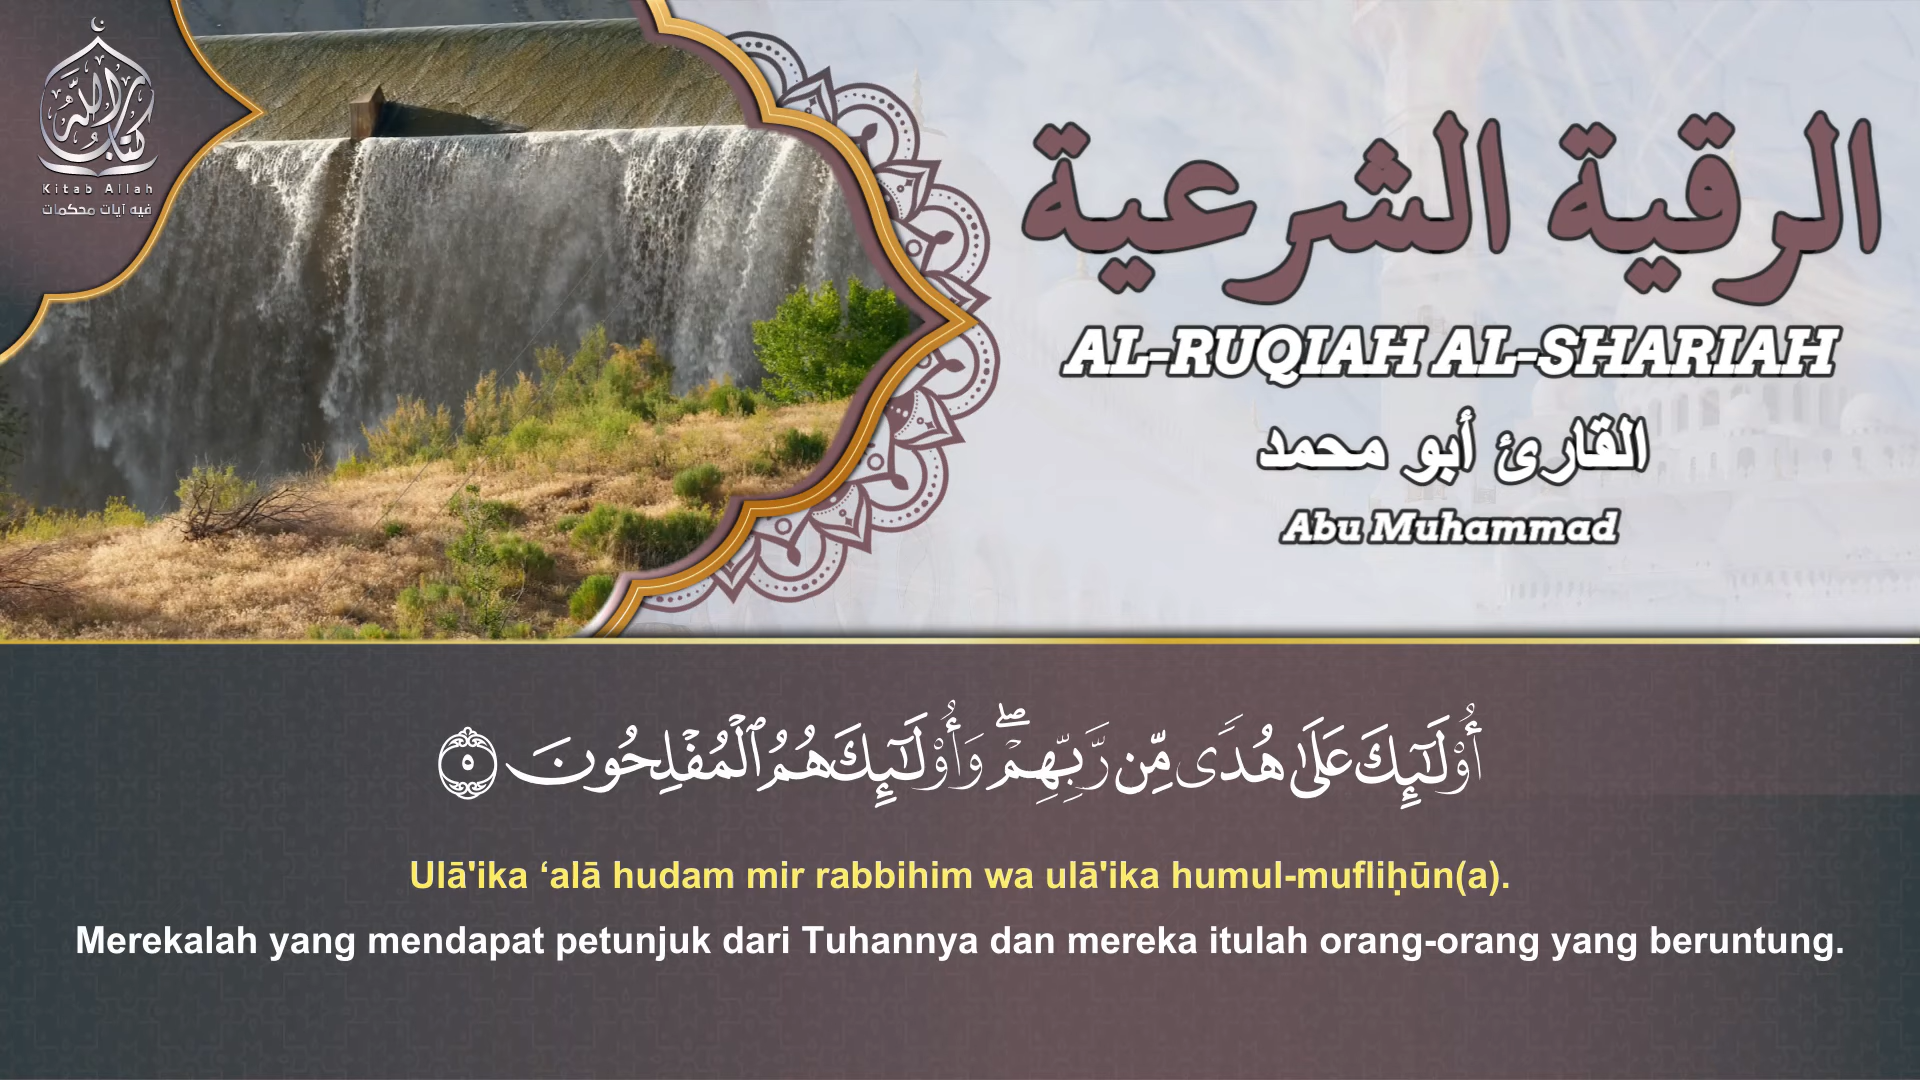 كتاب الله
Kitab Allah
فيه آيات محكمات
الرقية الشرعية
AL-RUQIAH AL-SHARIAH
القارئ أبو محمد
Abu Muhammad
أُوْلَٰٓئِكَ عَلَىٰ هُدٗى مِّن رَّبِّهِمۡۖ وَأُوْلَٰٓئِكَ هُمُ ٱلۡمُفۡلِحُونَ ٥
Ulā'ika ‘alā hudam mir rabbihim wa ulā'ika humul-mufliḥūn(a).
Merekalah yang mendapat petunjuk dari Tuhannya dan mereka itulah orang-orang yang beruntung.